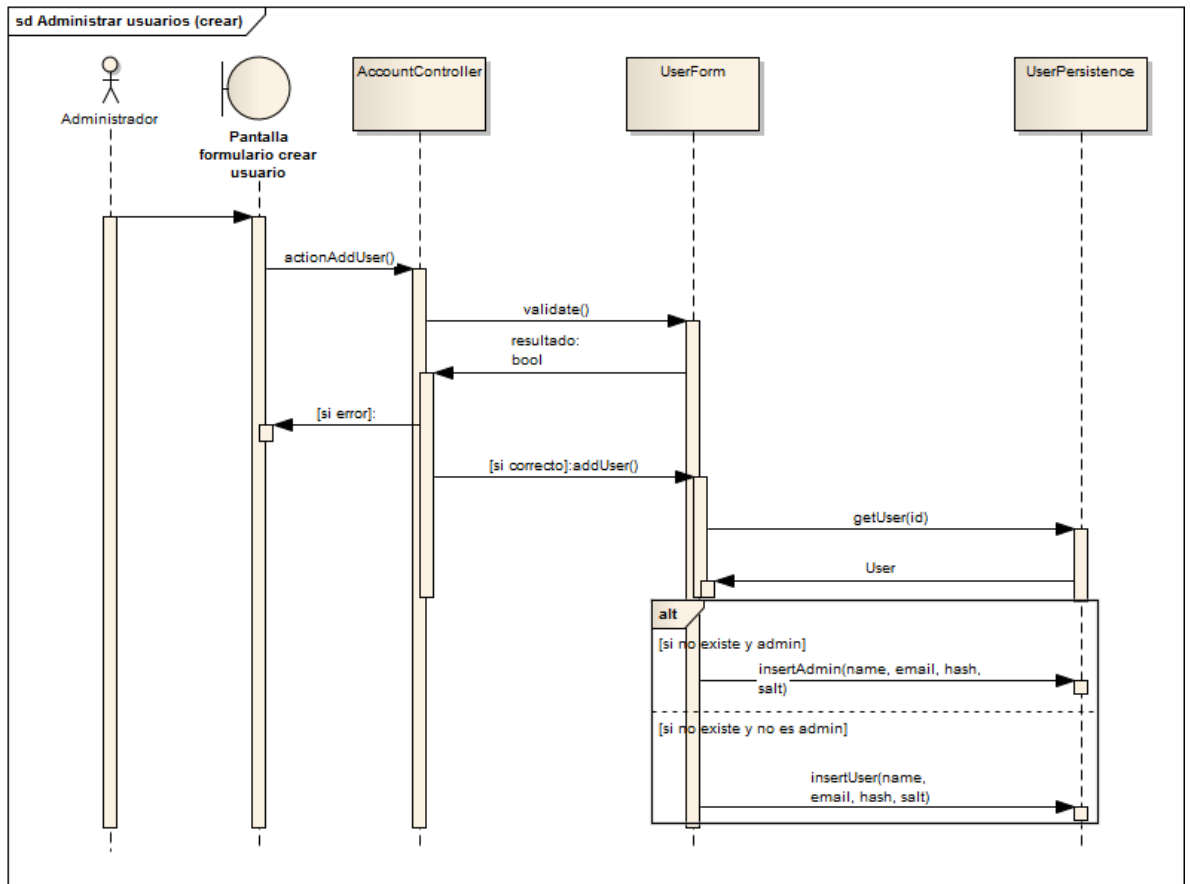 sd Administrar usuarios (crear)
Administrador
Pantalla
formulario crear
usuario
AccountController
UserForm
UserPersistence
actionAddUser()
validate()
resultado:
bool
[si error]:
[si correcto]:addUser()
getUser(id)
User
alt
[si no existe y admin]
insertAdmin(name, email, hash,
salt)
[si no existe y no es admin]
insertUser(name,
email, hash, salt)